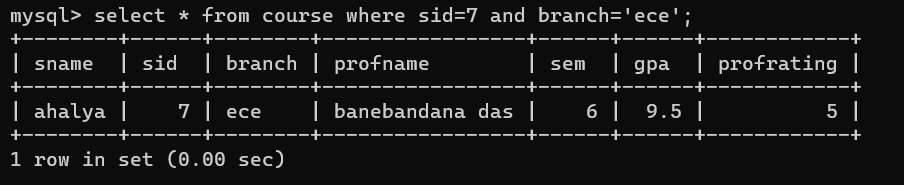 mysql> select * from course where sid=7 and branch='ece';
+--------+------+--------+-----------------+------+------+------------+
| sname  | sid  | branch | profname        | sem  | gpa  | profrating |
+--------+------+--------+-----------------+------+------+------------+
| ahalya |    7 | ece    | banebandana das |    6 |  9.5 |          5 |
+--------+------+--------+-----------------+------+------+------------+
1 row in set (0.00 sec)